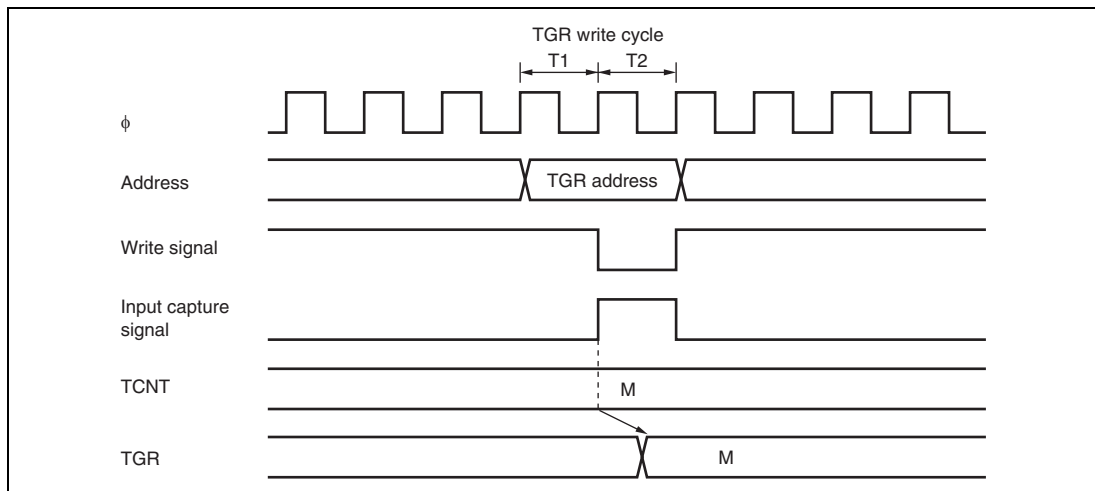 TGR write cycle
T1 T2
ϕ
Address
TGR address
Write signal
Input capture
signal
TCNT
M
TGR
M